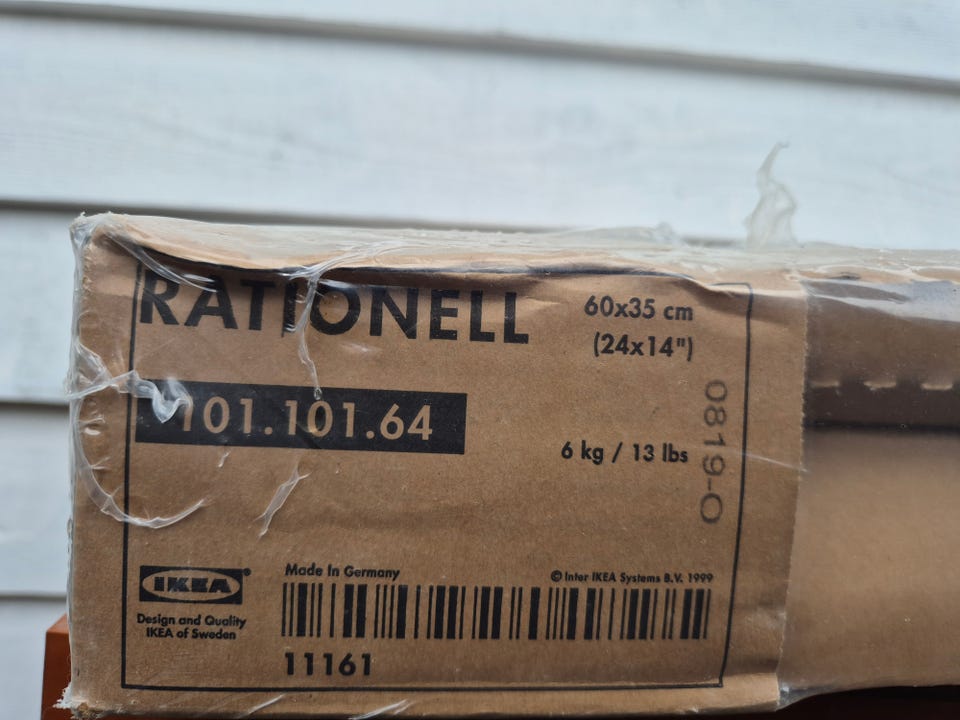 RATIONELL
60x35 cm
(24x14")
101.101.64
6 kg / 13 lbs
0819-O
IKEA®
Design and Quality
IKEA of Sweden
Made In Germany
© Inter IKEA Systems B.V. 1999
11161